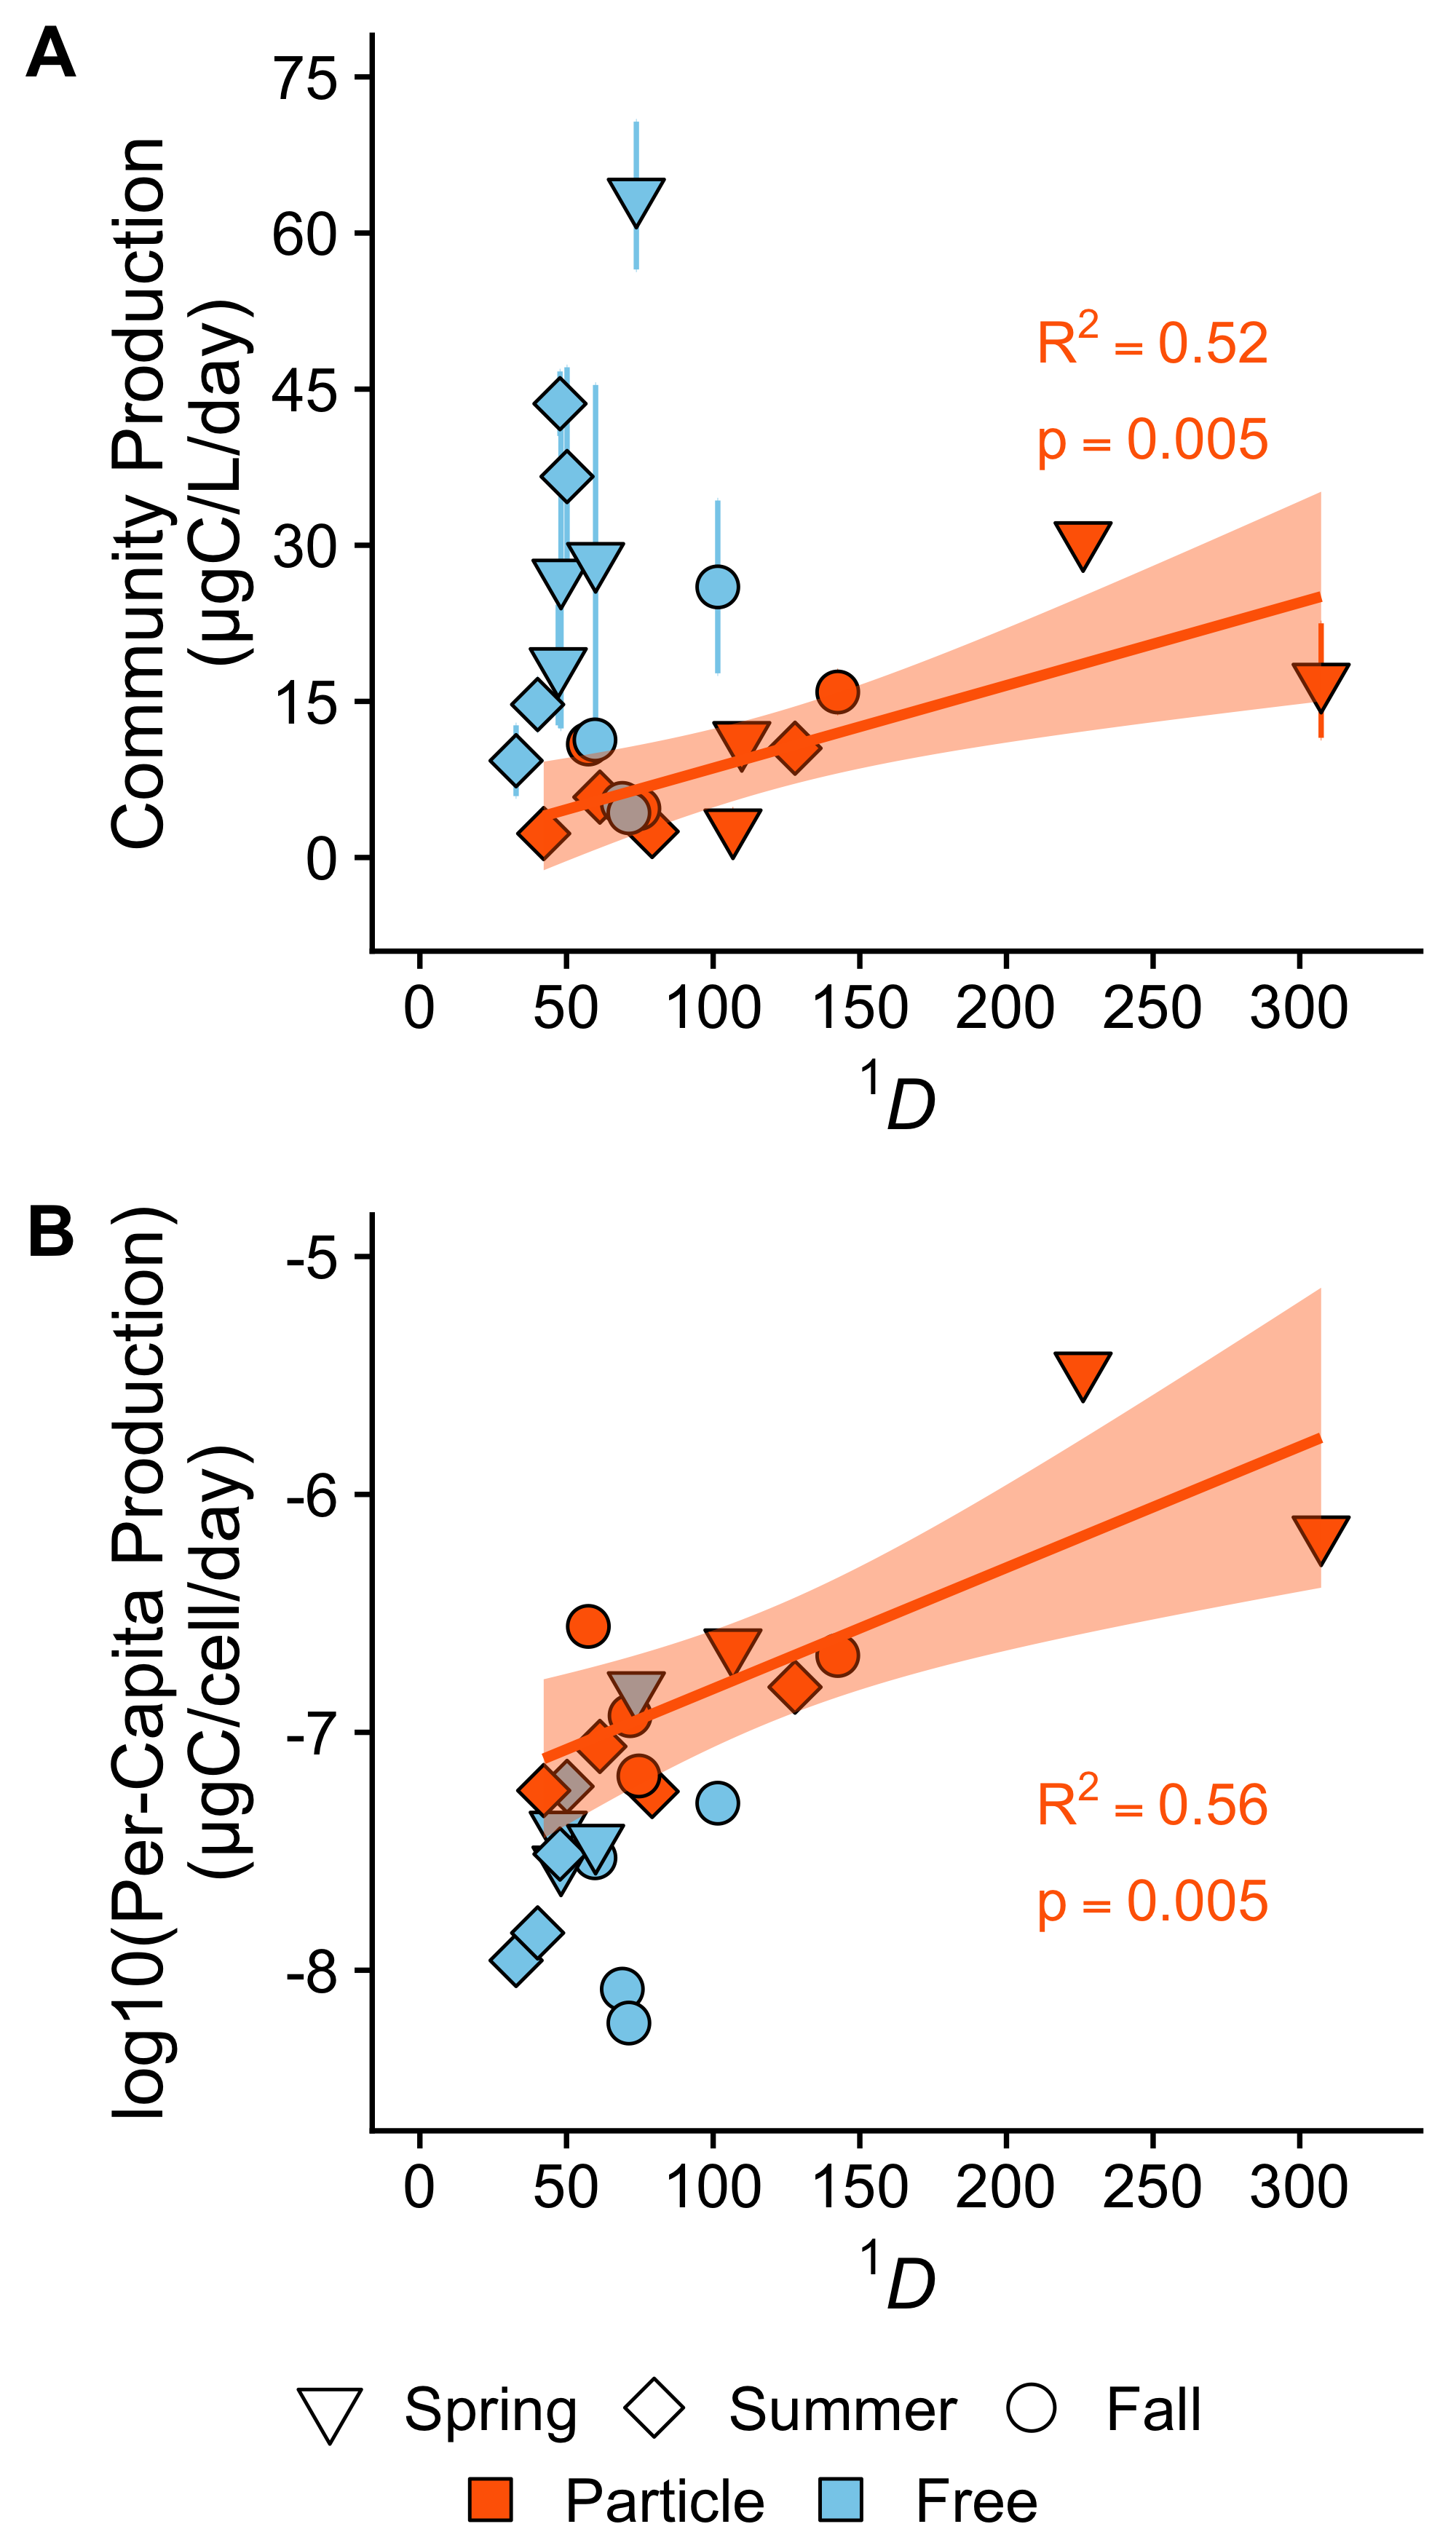 A
Community Production
(µgC/L/day)
75
60
45
30
15
0
R² = 0.52
p = 0.005
0 50 100 150 200 250 300
¹D
B
log10(Per-Capita Production)
(µgC/cell/day)
-5
-6
-7
-8
R² = 0.56
p = 0.005
0 50 100 150 200 250 300
¹D
Spring Summer Fall
Particle Free